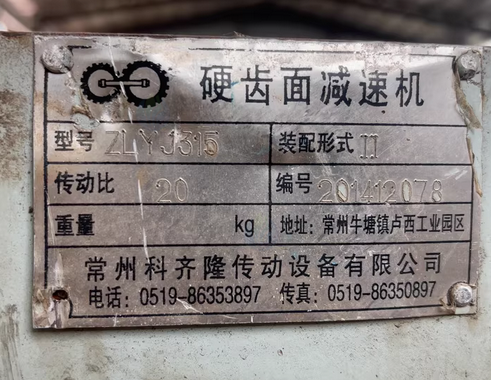 硬齿面减速机
型号 ZLYJ315 装配形式 II
传动比 20 编号 201412078
重量 kg 地址: 常州牛塘镇卢西工业园区
常州科齐隆传动设备有限公司
电话: 0519-86353897 传真: 0519-86350897